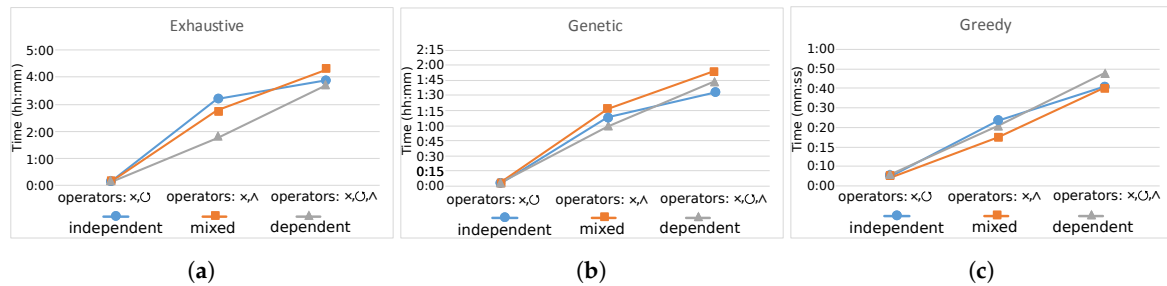 Exhaustive
Time (hh:mm)
5:00
4:00
3:00
2:00
1:00
0:00
operators: ×,↻ operators: ×,∧ operators: ×,↻,∧
independent mixed dependent
(a)
Genetic
Time (hh:mm)
2:15
2:00
1:45
1:30
1:15
1:00
0:45
0:30
0:15
0:00
operators: ×,↻ operators: ×,∧ operators: ×,↻,∧
independent mixed dependent
(b)
Greedy
Time (mm:ss)
1:00
0:50
0:40
0:30
0:20
0:10
0:00
operators: ×,↻ operators: ×,∧ operators: ×,↻,∧
independent mixed dependent
(c)